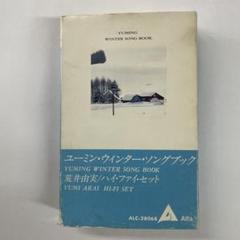 YUMING
WINTER SONG BOOK
ユーミン・ウィンター・ソングブック
YUMING WINTER SONG BOOK
荒井由実/ハイ・ファイ・セット
YUMI ARAI HI-FI SET
ALC-28066
Alfa